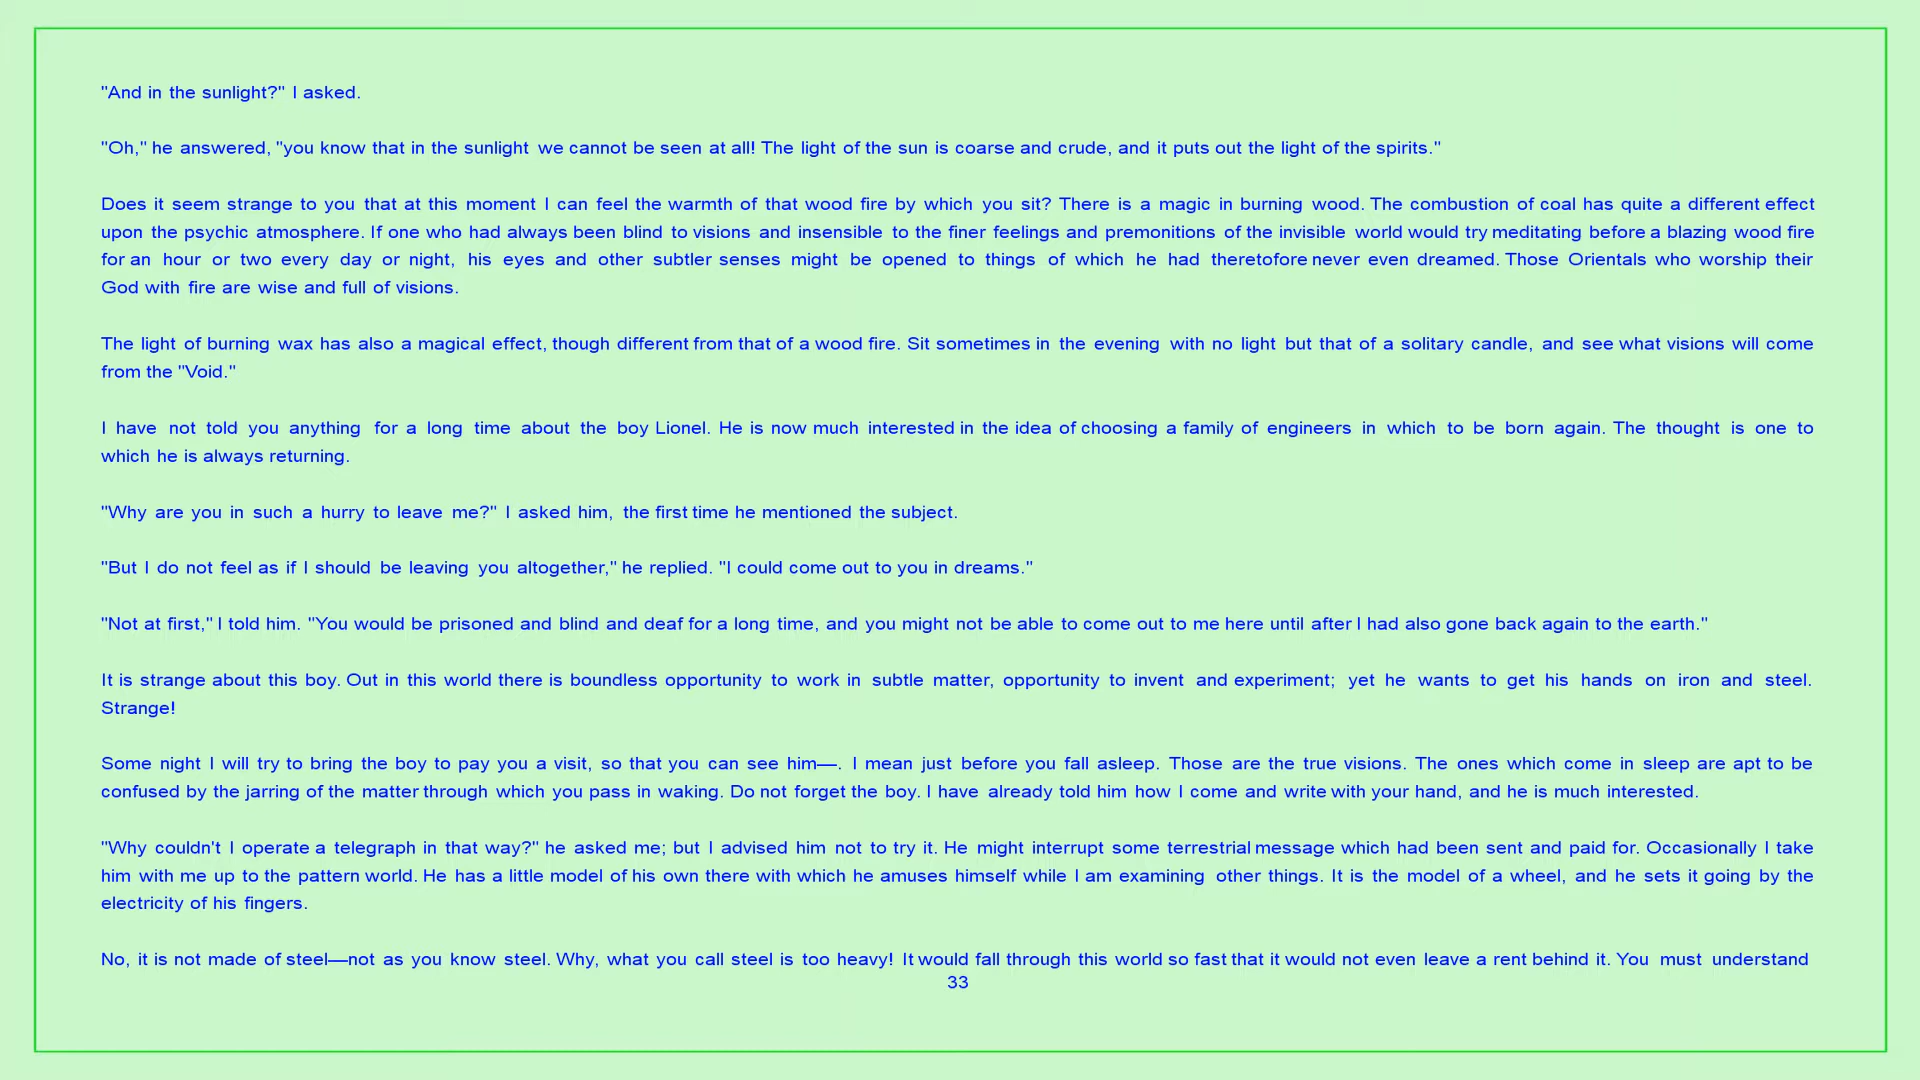 "And in the sunlight?" I asked.
"Oh," he answered, "you know that in the sunlight we cannot be seen at all! The light of the sun is coarse and crude, and it puts out the light of the spirits."
Does it seem strange to you that at this moment I can feel the warmth of that wood fire by which you sit? There is a magic in burning wood. The combustion of coal has quite a different effect
upon the psychic atmosphere. If one who had always been blind to visions and insensible to the finer feelings and premonitions of the invisible world would try meditating before a blazing wood fire
for an hour or two every day or night, his eyes and other subtler senses might be opened to things of which he had theretofore never even dreamed. Those Orientals who worship their
God with fire are wise and full of visions.
The light of burning wax has also a magical effect, though different from that of a wood fire. Sit sometimes in the evening with no light but that of a solitary candle, and see what visions will come
from the "Void."
I have not told you anything for a long time about the boy Lionel. He is now much interested in the idea of choosing a family of engineers in which to be born again. The thought is one to
which he is always returning.
"Why are you in such a hurry to leave me?" I asked him, the first time he mentioned the subject.
"But I do not feel as if I should be leaving you altogether," he replied. "I could come out to you in dreams."
"Not at first," I told him. "You would be prisoned and blind and deaf for a long time, and you might not be able to come out to me here until after I had also gone back again to the earth."
It is strange about this boy. Out in this world there is boundless opportunity to work in subtle matter, opportunity to invent and experiment; yet he wants to get his hands on iron and steel.
Strange!
Some night I will try to bring the boy to pay you a visit, so that you can see him—. I mean just before you fall asleep. Those are the true visions. The ones which come in sleep are apt to be
confused by the jarring of the matter through which you pass in waking. Do not forget the boy. I have already told him how I come and write with your hand, and he is much interested.
"Why couldn't I operate a telegraph in that way?" he asked me; but I advised him not to try it. He might interrupt some terrestrial message which had been sent and paid for. Occasionally I take
him with me up to the pattern world. He has a little model of his own there with which he amuses himself while I am examining other things. It is the model of a wheel, and he sets it going by the
electricity of his fingers.
No, it is not made of steel—not as you know steel. Why, what you call steel is too heavy! It would fall through this world so fast that it would not even leave a rent behind it. You must understand
33